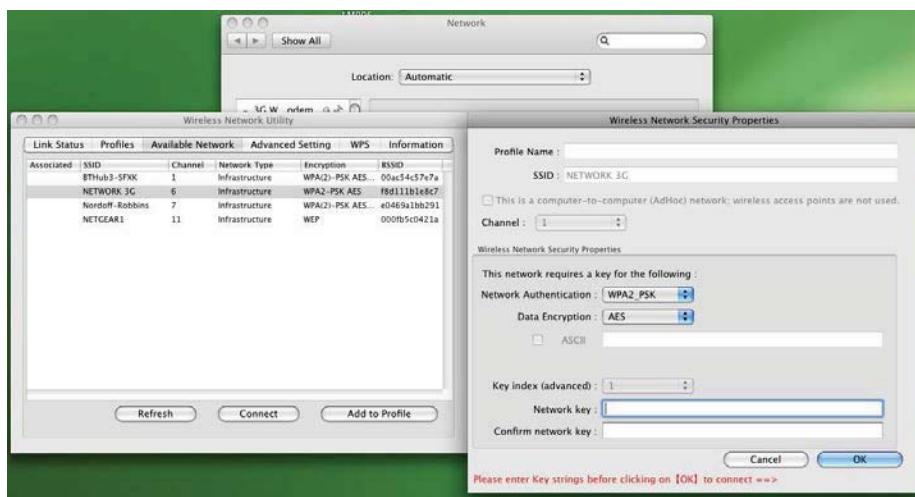 Network
Show All
Location: Automatic
3G W...odem
Wireless Network Utility
Link Status Profiles Available Network Advanced Setting WPS Information
Associated SSID Channel Network Type Encryption BSSID
BTHub3-SFXK 1 Infrastructure WPA(2)-PSK AES... 00ac54c57e7a
NETWORK 3G 6 Infrastructure WPA2-PSK AES f8d111b1e8c7
Nordoff-Robbins 7 Infrastructure WPA(2)-PSK AES... e0469a1bb291
NETGEAR1 11 Infrastructure WEP 000fb5c0421a
Refresh Connect Add to Profile
Wireless Network Security Properties
Profile Name :
SSID : NETWORK 3G
This is a computer-to-computer (AdHoc) network; wireless access points are not used.
Channel : 1
Wireless Network Security Properties
This network requires a key for the following :
Network Authentication : WPA2_PSK
Data Encryption : AES
ASCII
Key index (advanced) : 1
Network key :
Confirm network key :
Cancel OK
Please enter Key strings before clicking on 【OK】 to connect ==>